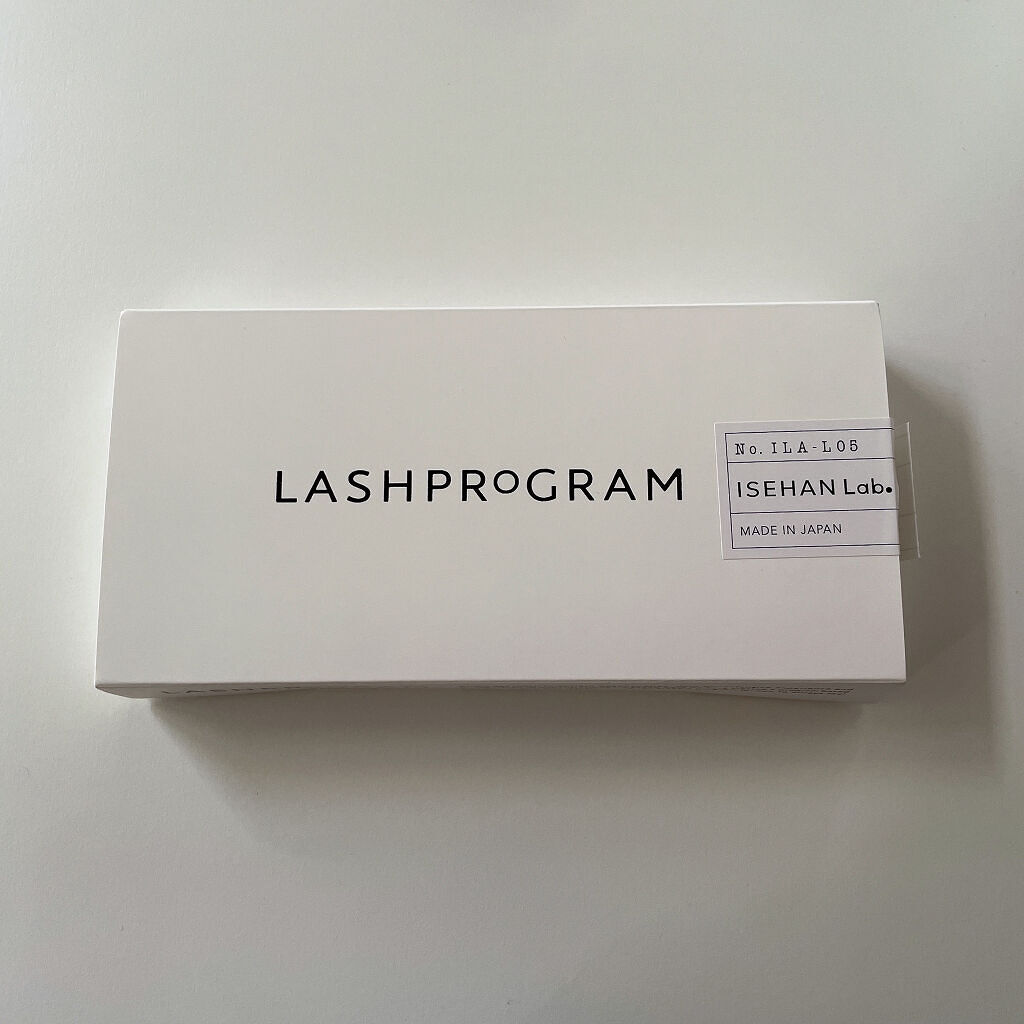 LASHPROGRAM
No. ILA-L05
ISEHAN Lab.
MADE IN JAPAN